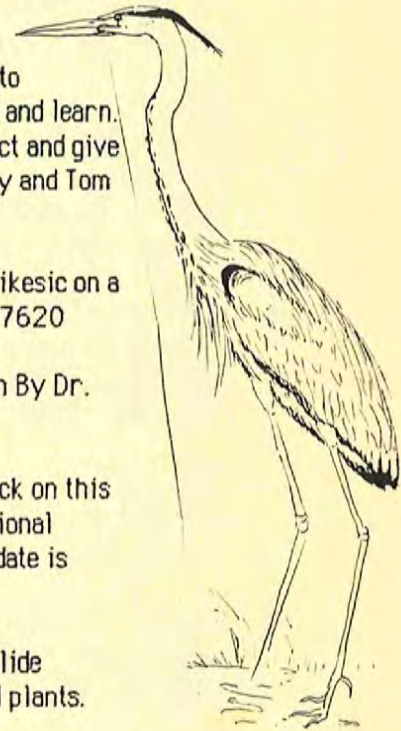 to
and learn.
ct and give
y and Tom
ikesic on a
7620
n By Dr.
ck on this
ional
date is
lide
d plants.